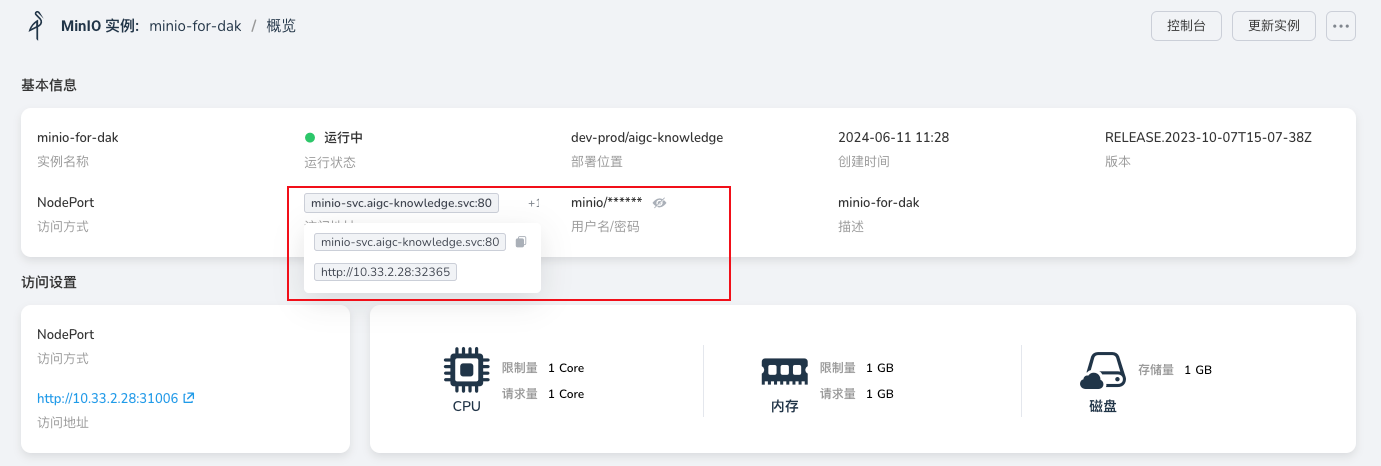 MinIO 实例: minio-for-dak / 概览
控制台 更新实例
基本信息
minio-for-dak 运行中 dev-prod/aigc-knowledge 2024-06-11 11:28 RELEASE.2023-10-07T15-07-38Z
实例名称 运行状态 部署位置 创建时间 版本
NodePort minio-svc.aigc-knowledge.svc:80 +1 minio/****** minio-for-dak
访问方式 用户名/密码 描述
minio-svc.aigc-knowledge.svc:80
http://10.33.2.28:32365
访问设置
NodePort
访问方式
http://10.33.2.28:31006
访问地址
限制量 1 Core
请求量 1 Core
CPU
限制量 1 GB
请求量 1 GB
内存
存储量 1 GB
磁盘